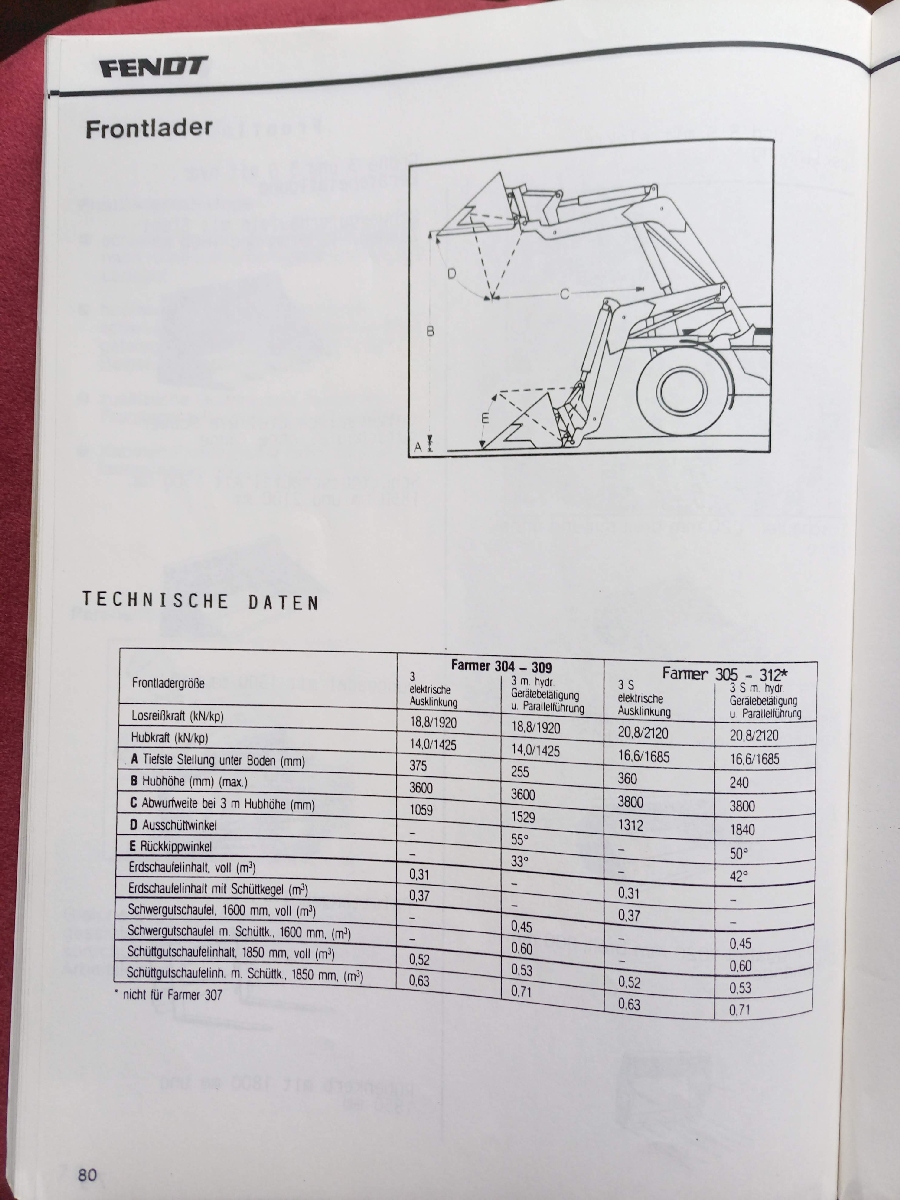 FENDT
Frontlader
D
C
B
E
A
TECHNISCHE DATEN
Farmer 304 – 309 Farmer 305 – 312*
Frontladergröße 3 elektrische Ausklinkung 3 m. hydr. Gerätebetätigung u. Parallelführung 3 S elektrische Ausklinkung 3 S m. hydr. Gerätebetätigung u. Parallelführung
Losreißkraft (kN/kp) 18,8/1920 18,8/1920 20,8/2120 20,8/2120
Hubkraft (kN/kp) 14,0/1425 14,0/1425 16,6/1685 16,6/1685
A Tiefste Stellung unter Boden (mm) 375 255 360 240
B Hubhöhe (mm) (max.) 3600 3600 3800 3800
C Abwurfweite bei 3 m Hubhöhe (mm) 1059 1529 1312 1840
D Ausschüttwinkel – 55° – 50°
E Rückkippwinkel – 33° – 42°
Erdschaufelinhalt, voll (m³) 0,31 – 0,31 –
Erdschaufelinhalt mit Schüttkegel (m³) 0,37 – 0,37 –
Schwergutschaufel, 1600 mm, voll (m³) – 0,45 – 0,45
Schwergutschaufel m. Schüttk., 1600 mm, (m³) – 0,60 – 0,60
Schüttgutschaufelinhalt, 1850 mm, voll (m³) 0,52 0,53 0,52 0,53
Schüttgutschaufelinh. m. Schüttk., 1850 mm, (m³) 0,63 0,71 0,63 0,71
* nicht für Farmer 307
80